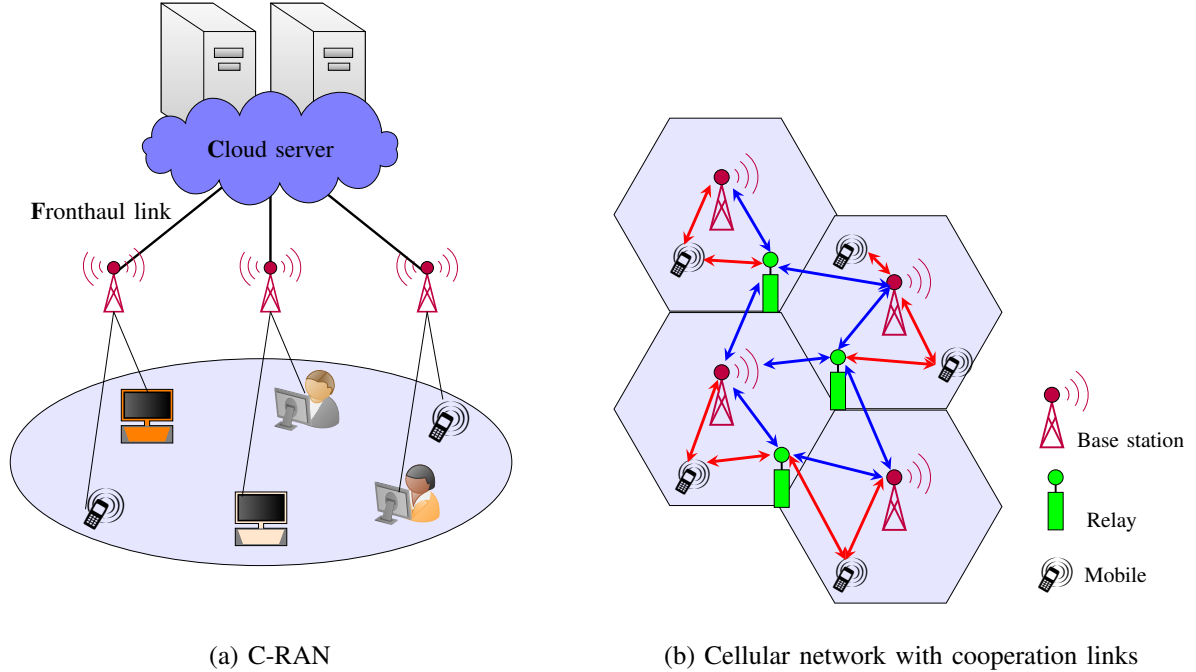 Cloud server
Fronthaul link
Base station
Relay
Mobile
(a) C-RAN
(b) Cellular network with cooperation links